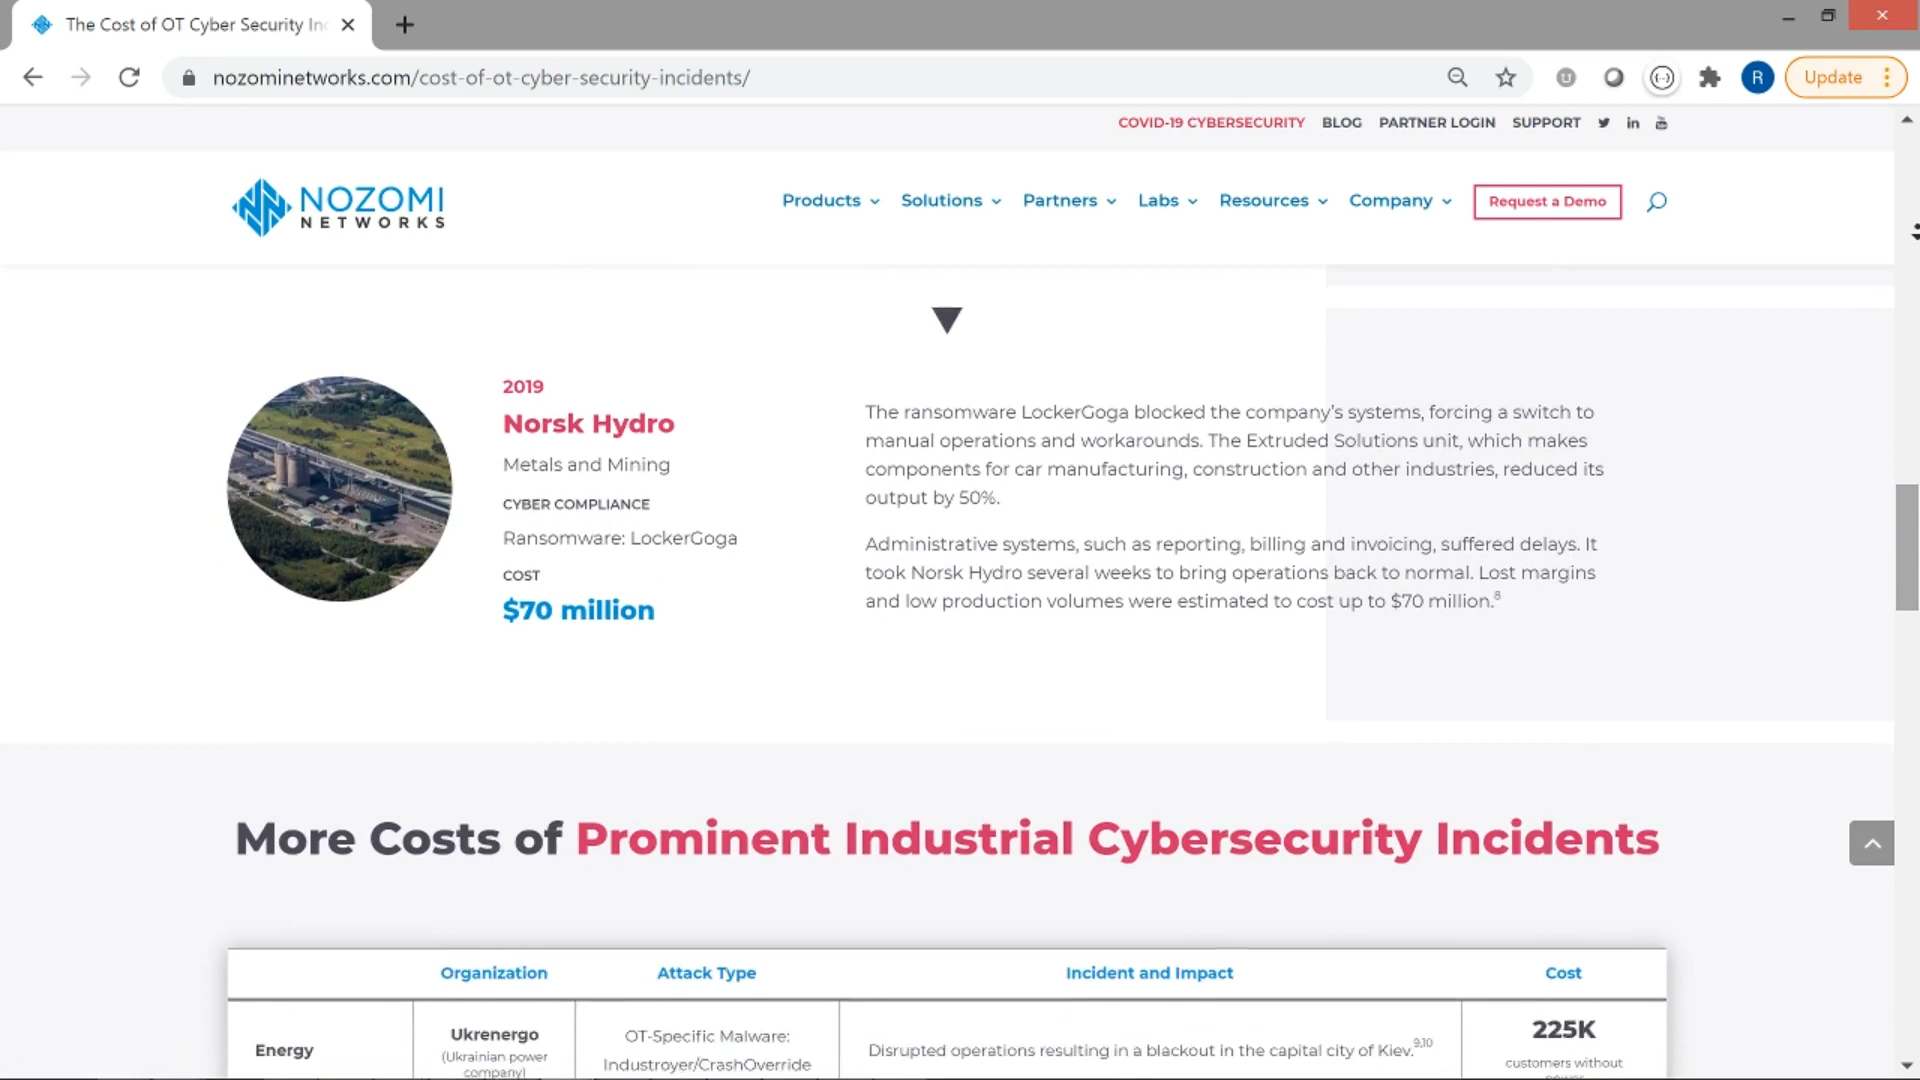 The Cost of OT Cyber Security In
nozominetworks.com/cost-of-ot-cyber-security-incidents/
R
Update
COVID-19 CYBERSECURITY BLOG PARTNER LOGIN SUPPORT
NOZOMI
NETWORKS
Products Solutions Partners Labs Resources Company Request a Demo
2019
Norsk Hydro
Metals and Mining
CYBER COMPLIANCE
Ransomware: LockerGoga
COST
$70 million
The ransomware LockerGoga blocked the company's systems, forcing a switch to
manual operations and workarounds. The Extruded Solutions unit, which makes
components for car manufacturing, construction and other industries, reduced its
output by 50%.
Administrative systems, such as reporting, billing and invoicing, suffered delays. It
took Norsk Hydro several weeks to bring operations back to normal. Lost margins
and low production volumes were estimated to cost up to $70 million.8
More Costs of Prominent Industrial Cybersecurity Incidents
Organization Attack Type Incident and Impact Cost
Energy
Ukrenergo
(Ukrainian power
company)
OT-Specific Malware:
Industroyer/CrashOverride
Disrupted operations resulting in a blackout in the capital city of Kiev.9,10
225K
customers without